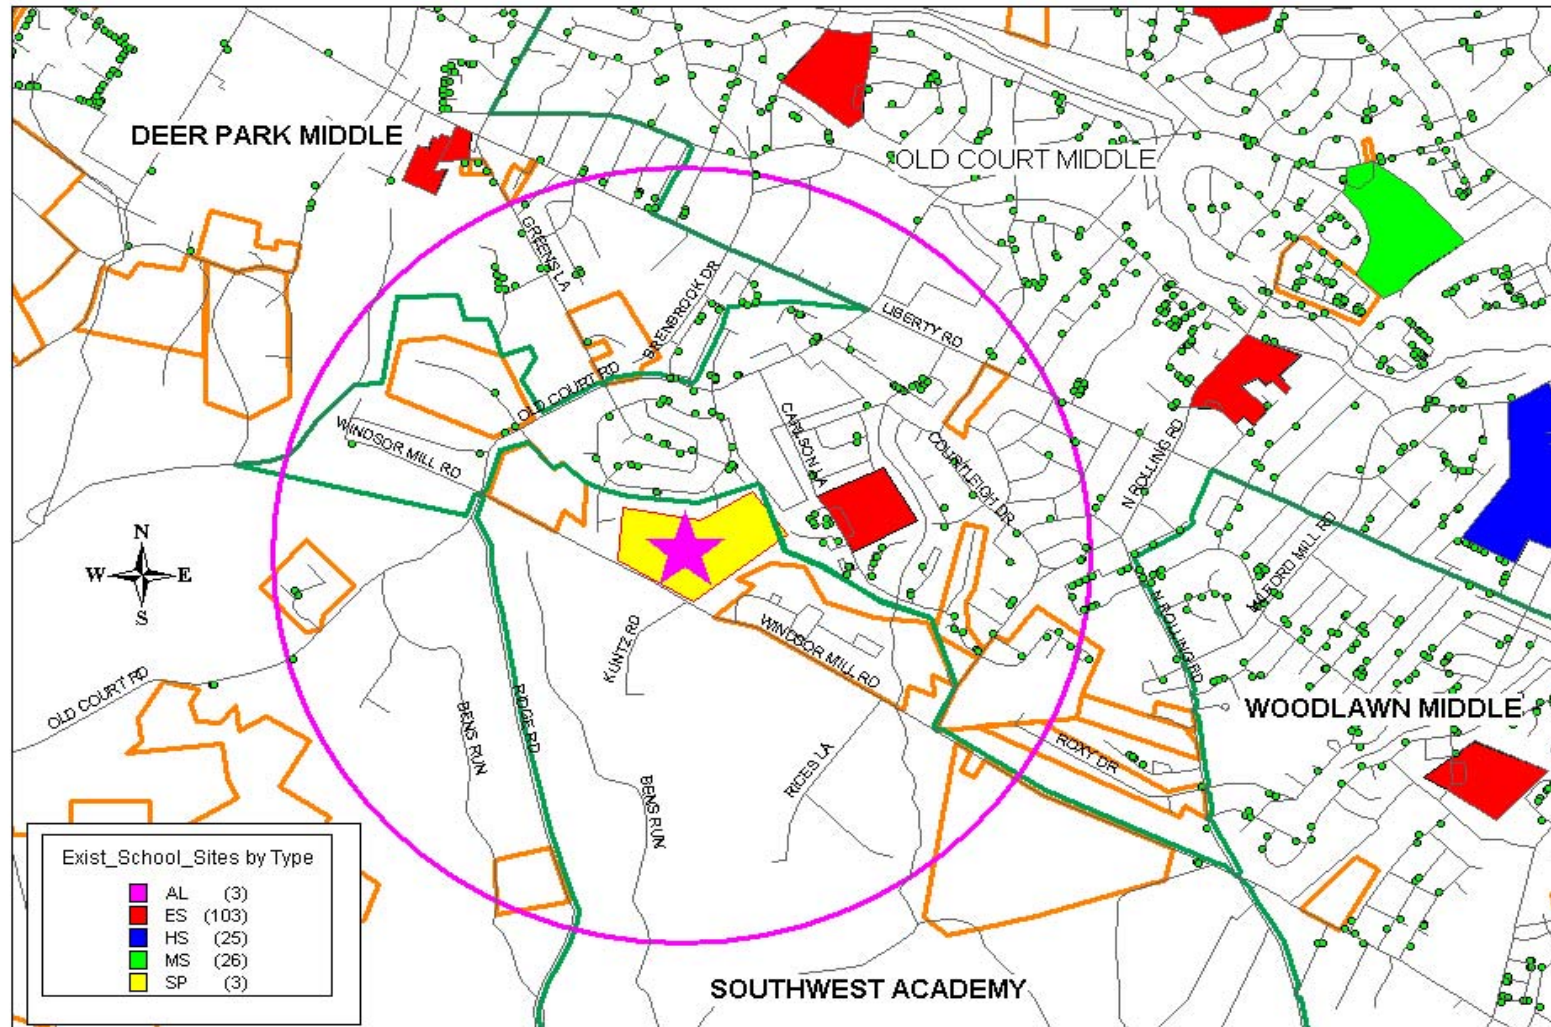 DEER PARK MIDDLE
OLD COURT MIDDLE
GREENS LA
BRENBROOK DR
LIBERTY RD
OLD COURT RD
WINDSOR MILL RD
CARLSON LA
COURTLEIGH DR
N ROLLING RD
MILFORD MILL RD
N
W E
S
KUNTZ RD
WINDSOR MILL RD
N ROLLING RD
OLD COURT RD
BENS RUN
RIDGE RD
BENS RUN
RICES LA
ROXY DR
WOODLAWN MIDDLE
SOUTHWEST ACADEMY
Exist_School_Sites by Type
AL (3)
ES (103)
HS (25)
MS (26)
SP (3)